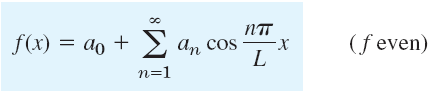 f(x) = a₀ + ∑_{n=1}^{∞} aₙ cos (nπ/L) x (f even)